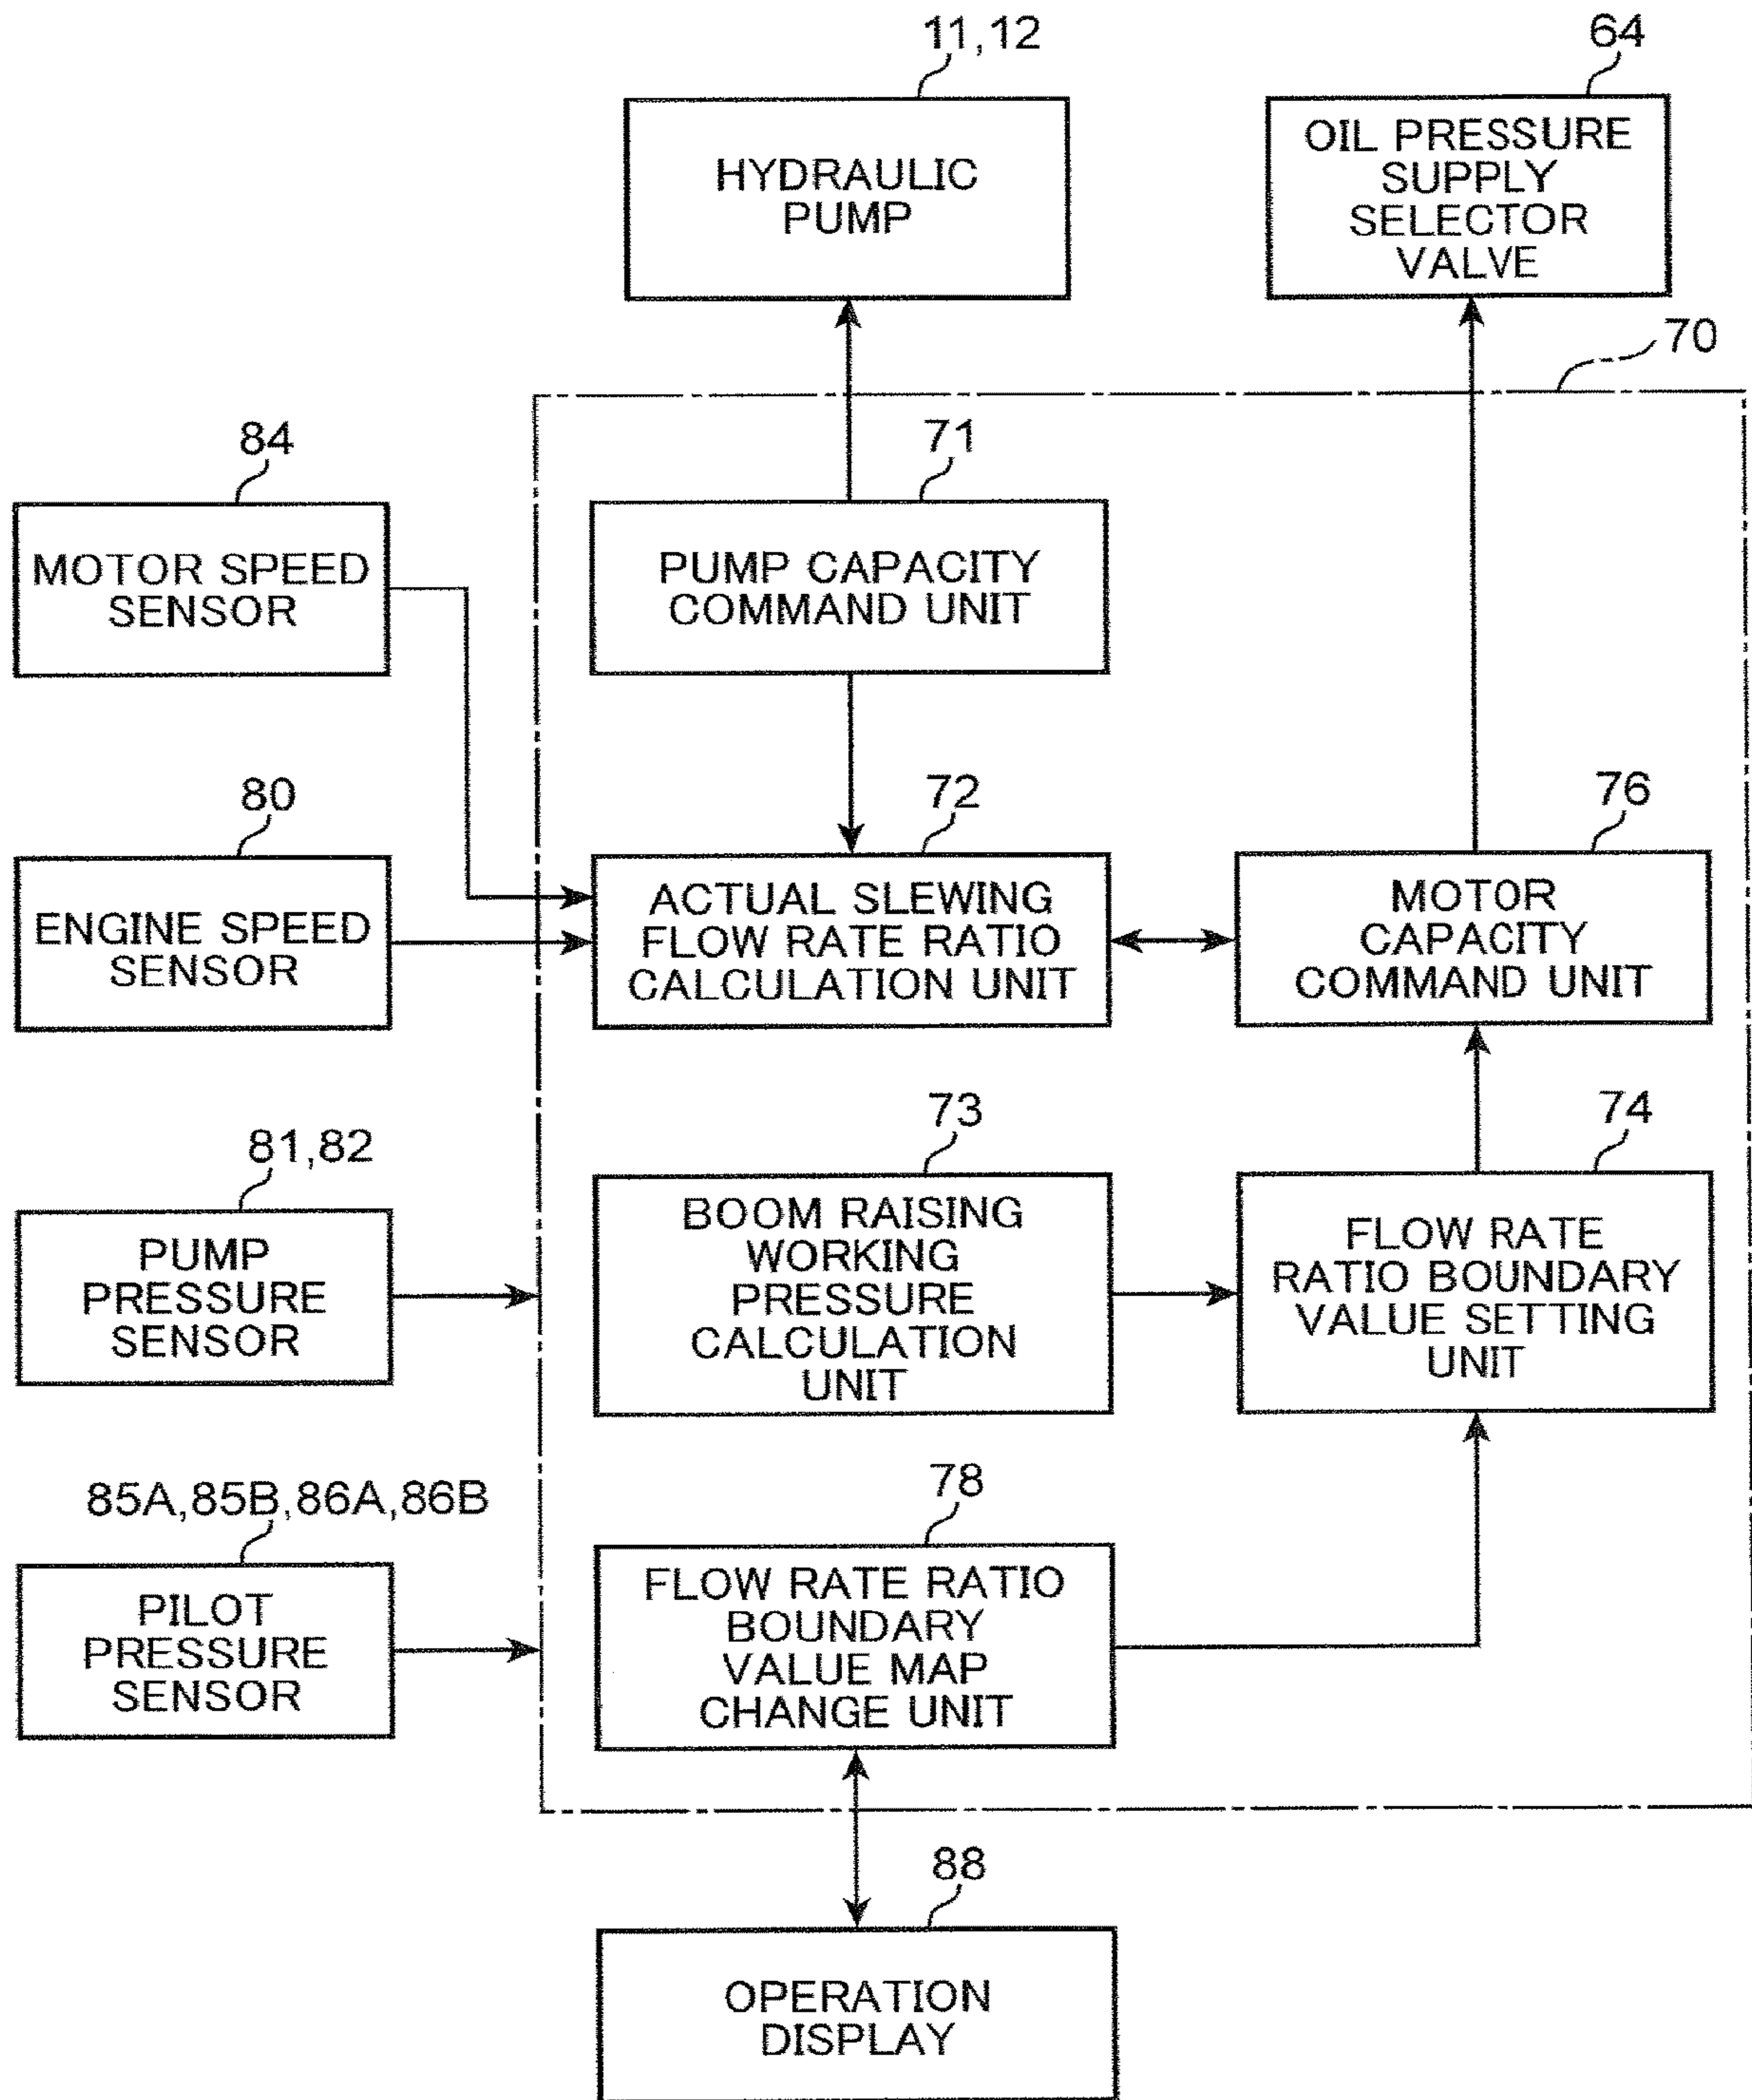 11,12
64
HYDRAULIC
PUMP
OIL PRESSURE
SUPPLY
SELECTOR
VALVE
70
84
71
MOTOR SPEED
SENSOR
PUMP CAPACITY
COMMAND UNIT
80
72
76
ENGINE SPEED
SENSOR
ACTUAL SLEWING
FLOW RATE RATIO
CALCULATION UNIT
MOTOR
CAPACITY
COMMAND UNIT
81,82
73
74
PUMP
PRESSURE
SENSOR
BOOM RAISING
WORKING
PRESSURE
CALCULATION
UNIT
FLOW RATE
RATIO BOUNDARY
VALUE SETTING
UNIT
85A,85B,86A,86B
78
PILOT
PRESSURE
SENSOR
FLOW RATE RATIO
BOUNDARY
VALUE MAP
CHANGE UNIT
88
OPERATION
DISPLAY